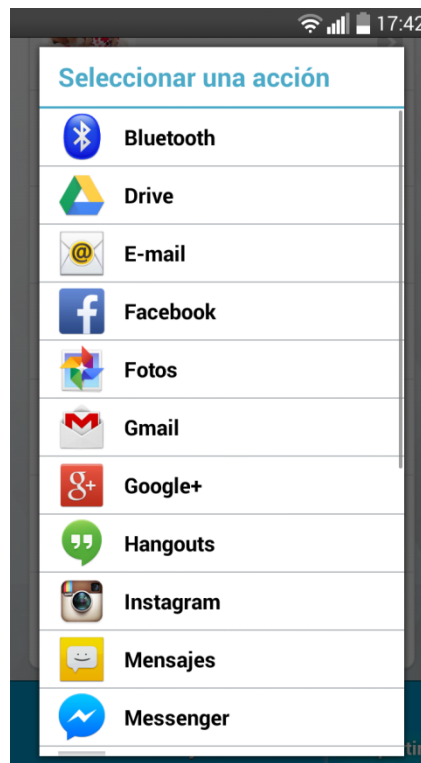 17:42
Seleccionar una acción
Bluetooth
Drive
@
E-mail
f
Facebook
Fotos
Gmail
g+
Google+
Hangouts
Instagram
Mensajes
Messenger